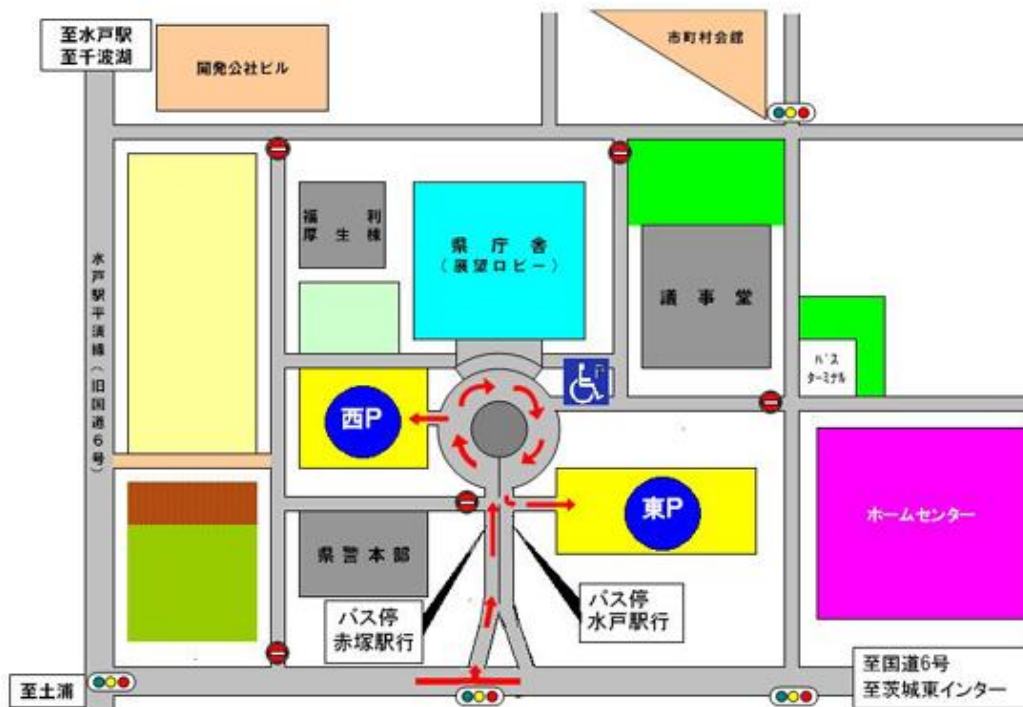 至水戸駅
至千波湖
開発公社ビル
市町村会館
福利
厚生棟
県庁舎
(展望ロビー)
議事堂
バス
ターミナル
水戸駅平須線(旧国道6号)
西P
P
東P
ホームセンター
県警本部
バス停
赤塚駅行
バス停
水戸駅行
至土浦
至国道6号
至茨城東インター